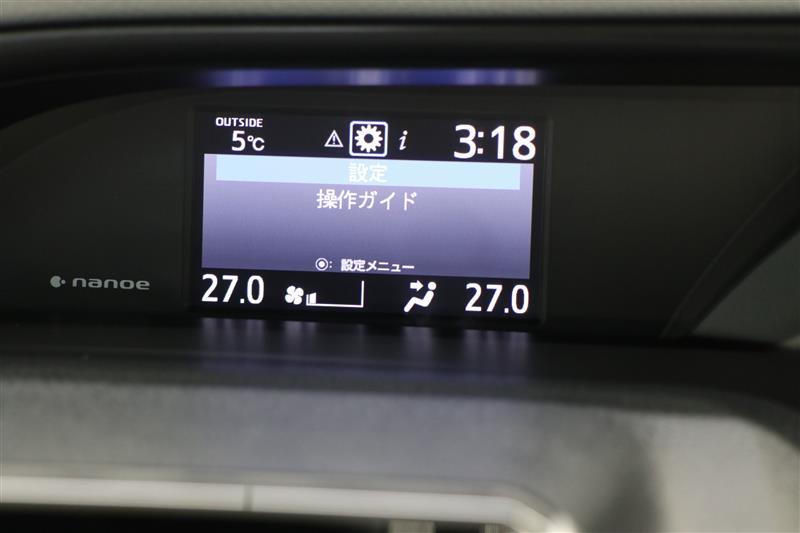 OUTSIDE
5℃
i
3:18
設定
操作ガイド
◉: 設定メニュー
nanoe
27.0
27.0